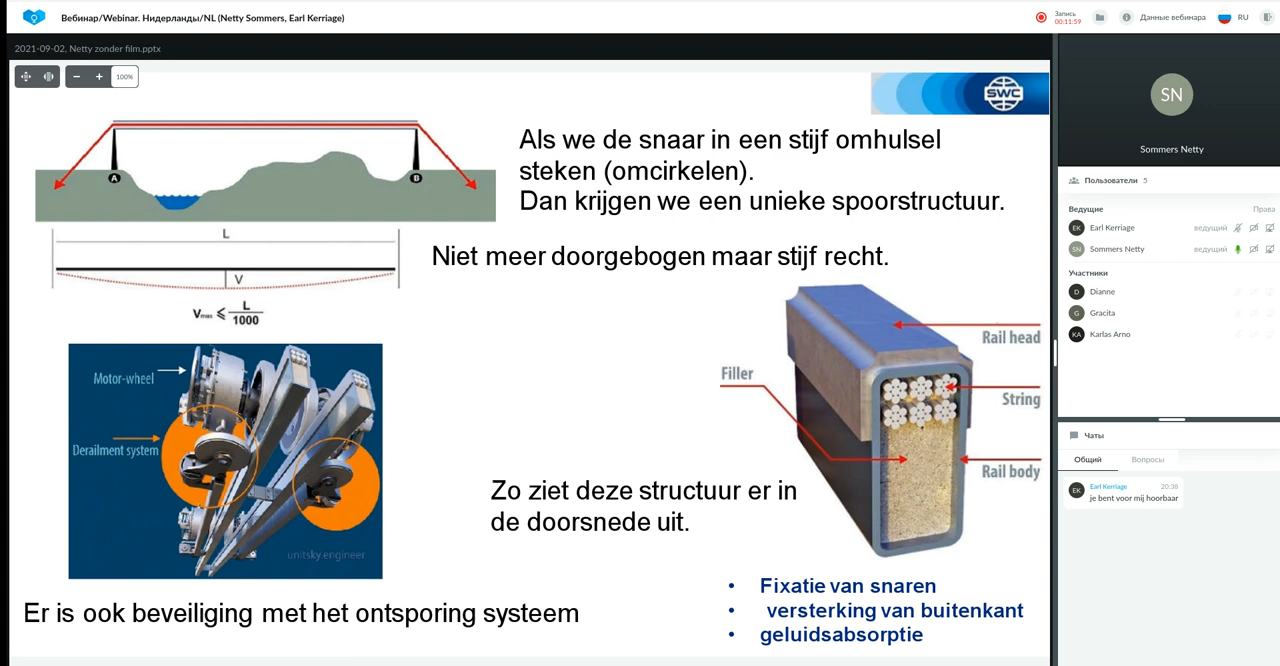 Вебинар/Webinar. Нидерланды/NL (Netty Sommers, Earl Kerriage)
Запись
00:11:59
Данные вебинара
RU
2021-09-02, Netty zonder film.pptx
100%
SWC
Als we de snaar in een stijf omhulsel
steken (omcirkelen).
Dan krijgen we een unieke spoorstructuur.
A
B
L
V
Niet meer doorgebogen maar stijf recht.
Vmax ⩽ L
1000
Motor-wheel
Derailment system
unitsky.engineer
Rail head
Filler
String
Rail body
Zo ziet deze structuur er in
de doorsnede uit.
Er is ook beveiliging met het ontsporing systeem
• Fixatie van snaren
• versterking van buitenkant
• geluidsabsorptie
SN
Sommers Netty
Пользователи 5
Ведущие Права
EK Earl Kerriage ведущий
SN Sommers Netty ведущий
Участники
D Dianne
G Gracita
KA Karlas Arno
Чаты
Общий Вопросы
EK Earl Kerriage 20:38
je bent voor mij hoorbaar